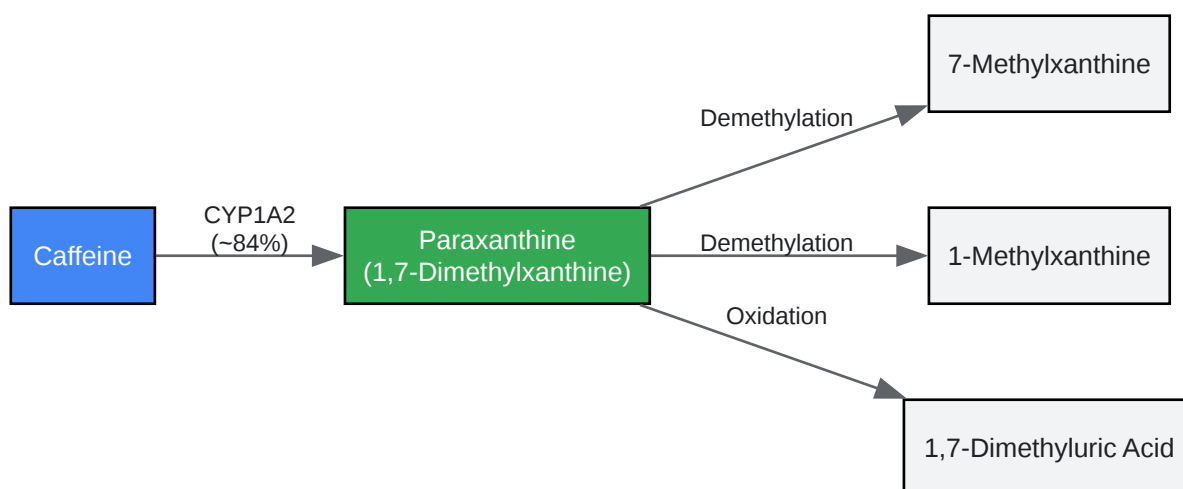 Caffeine
CYP1A2
(~84%)
Paraxanthine
(1,7-Dimethylxanthine)
Demethylation
7-Methylxanthine
Demethylation
1-Methylxanthine
Oxidation
1,7-Dimethyluric Acid